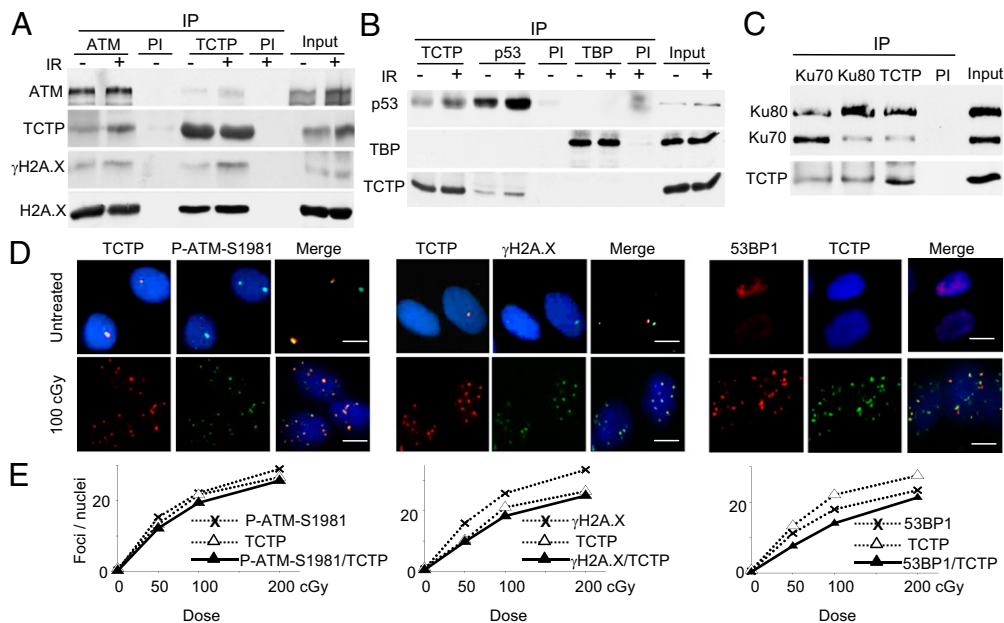 A
IP
ATM PI TCTP PI Input
IR - + - + - +
ATM
TCTP
γH2A.X
H2A.X
B
IP
TCTP p53 PI TBP PI Input
IR - + - + - - + + - +
p53
TBP
TCTP
C
IP
Ku70 Ku80 TCTP PI Input
Ku80
Ku70
TCTP
D
TCTP P-ATM-S1981 Merge
TCTP γH2A.X Merge
53BP1 TCTP Merge
Untreated
100 cGy
E
Foci / nuclei
20
0
P-ATM-S1981
TCTP
P-ATM-S1981/TCTP
0 50 100 200 cGy
Dose
20
0
γH2A.X
TCTP
γH2A.X/TCTP
0 50 100 200 cGy
Dose
20
0
53BP1
TCTP
53BP1/TCTP
0 50 100 200 cGy
Dose